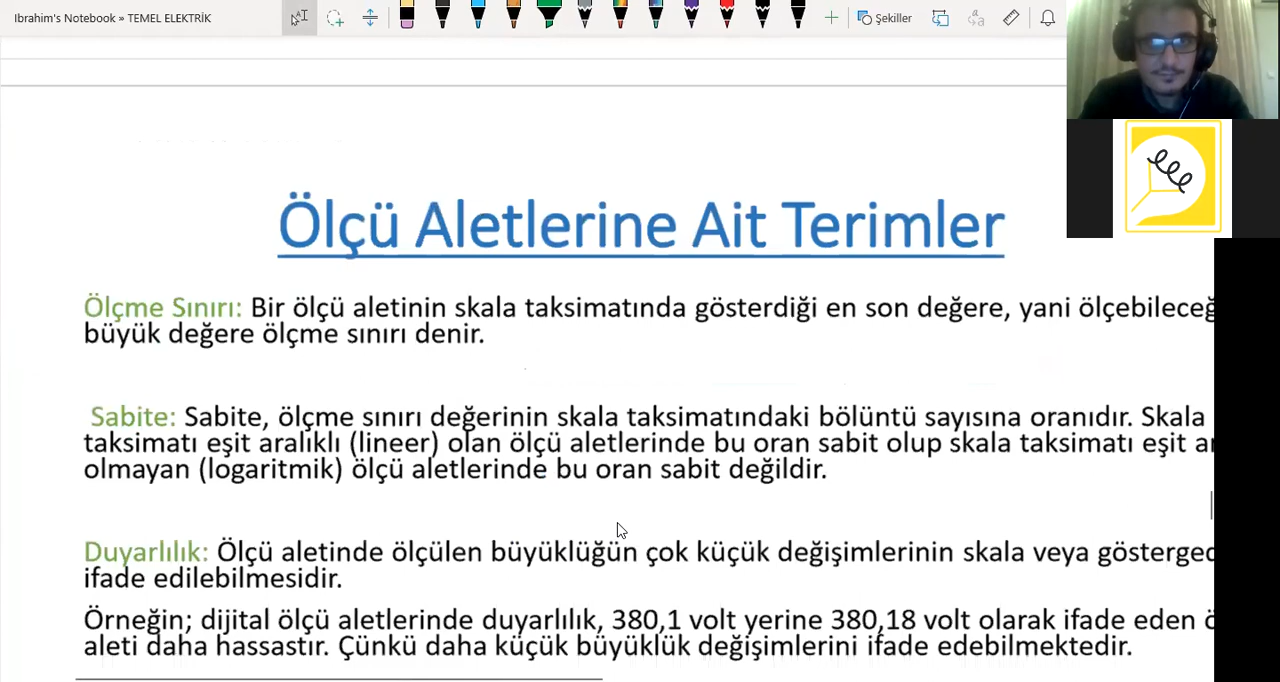 Ibrahim's Notebook » TEMEL ELEKTRİK
Şekiller
Ölçü Aletlerine Ait Terimler
Ölçme Sınırı: Bir ölçü aletinin skala taksimatında gösterdiği en son değere, yani
büyük değere ölçme sınırı denir.
Sabite: Sabite, ölçme sınırı değerinin skala taksimatındaki bölüntü sayısına oranıdır. Skala
taksimatı eşit aralıklı (lineer) olan ölçü aletlerinde bu oran sabit olup skala taksimatı eşit
olmayan (logaritmik) ölçü aletlerinde bu oran sabit değildir.
Duyarlılık: Ölçü aletinde ölçülen büyüklüğün çok küçük değişimlerinin skala veya
ifade edilebilmesidir.
Örneğin; dijital ölçü aletlerinde duyarlılık, 380,1 volt yerine 380,18 volt olarak ifade eden
aleti daha hassastır. Çünkü daha küçük büyüklük değişimlerini ifade edebilmektedir.